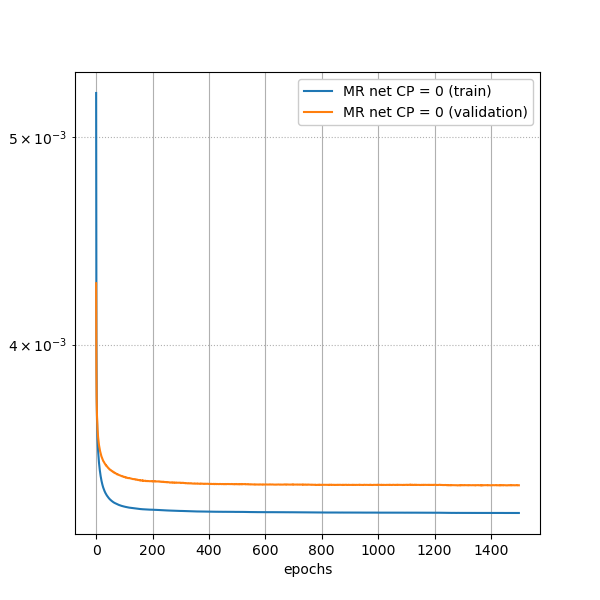 MR net CP = 0 (train)
MR net CP = 0 (validation)
5 × 10⁻³
4 × 10⁻³
0 200 400 600 800 1000 1200 1400
epochs